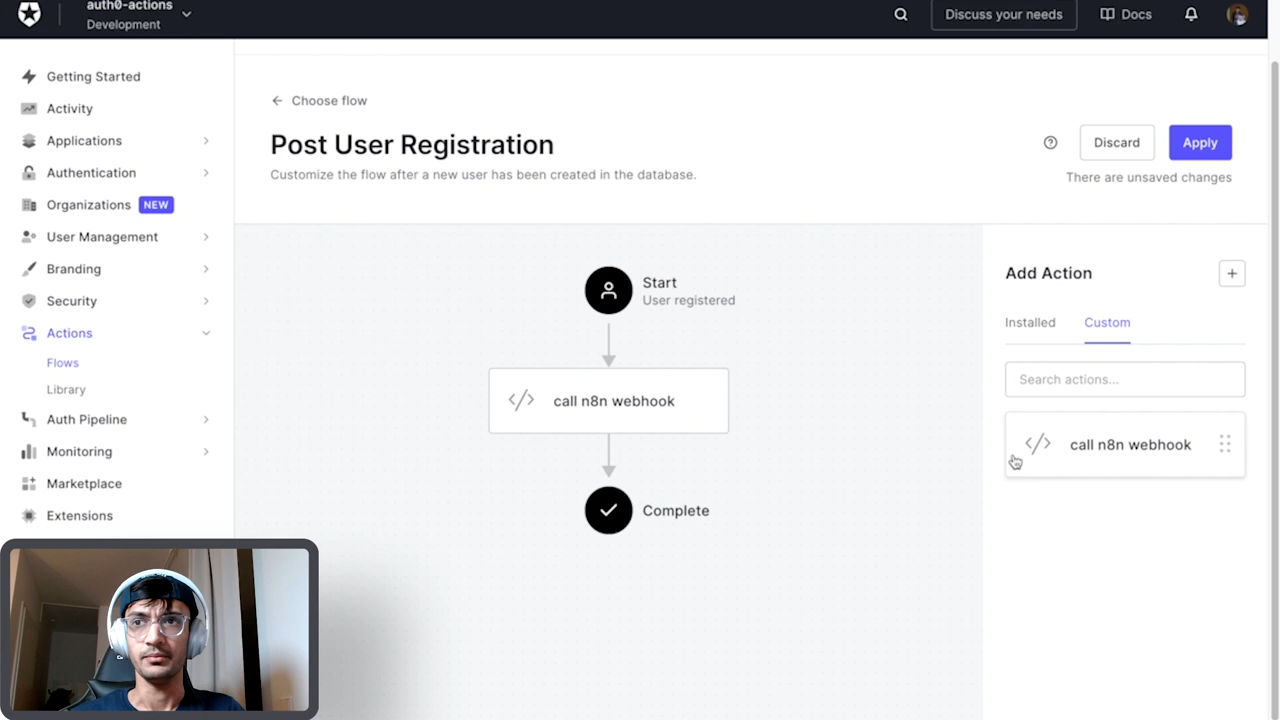 auth0-actions
Development
Discuss your needs
Docs
Getting Started
Activity
Applications
Authentication
Organizations NEW
User Management
Branding
Security
Actions
Flows
Library
Auth Pipeline
Monitoring
Marketplace
Extensions
Choose flow
Post User Registration
Customize the flow after a new user has been created in the database.
Discard
Apply
There are unsaved changes
Start
User registered
</> call n8n webhook
Complete
Add Action
Installed Custom
Search actions...
</> call n8n webhook